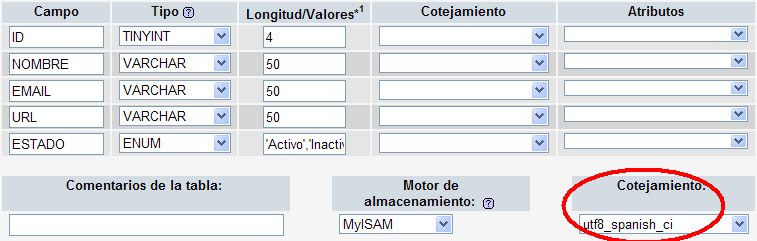 Campo Tipo ? Longitud/Valores*1 Cotejamiento Atributos
ID TINYINT 4
NOMBRE VARCHAR 50
EMAIL VARCHAR 50
URL VARCHAR 50
ESTADO ENUM 'Activo','Inactiv
Comentarios de la tabla: Motor de almacenamiento: ? Cotejamiento:
MyISAM utf8_spanish_ci